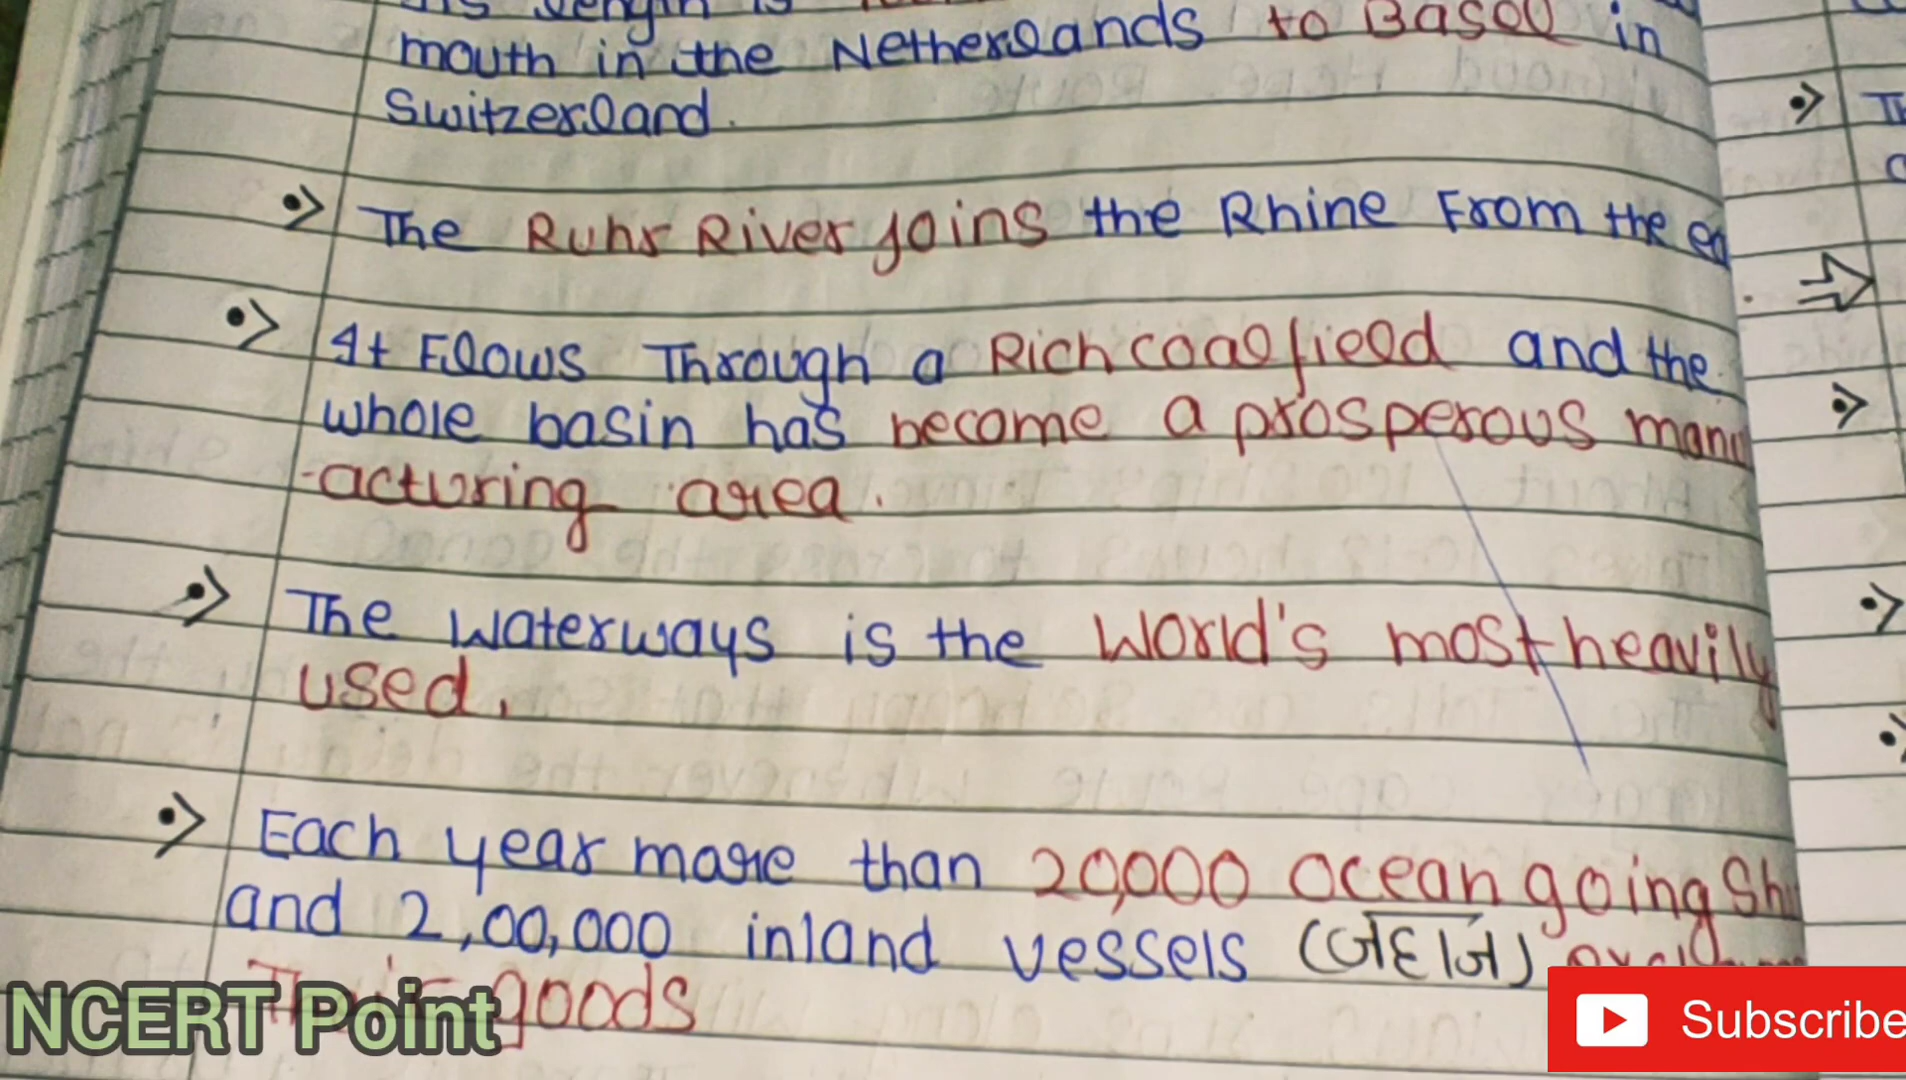 mouth in the Netherlands to Basel in
Switzerland.
•> The Ruhr River joins the Rhine From the ea
•> It Flows Through a Rich coalfield and the
whole basin has become a prosperous manu
-acturing area.
•> The waterways is the World's most heavily
used.
•> Each year more than 20,000 Ocean going Sh
and 2,00,000 inland vessels (जहाज)
Their goods
NCERT Point
Subscribe